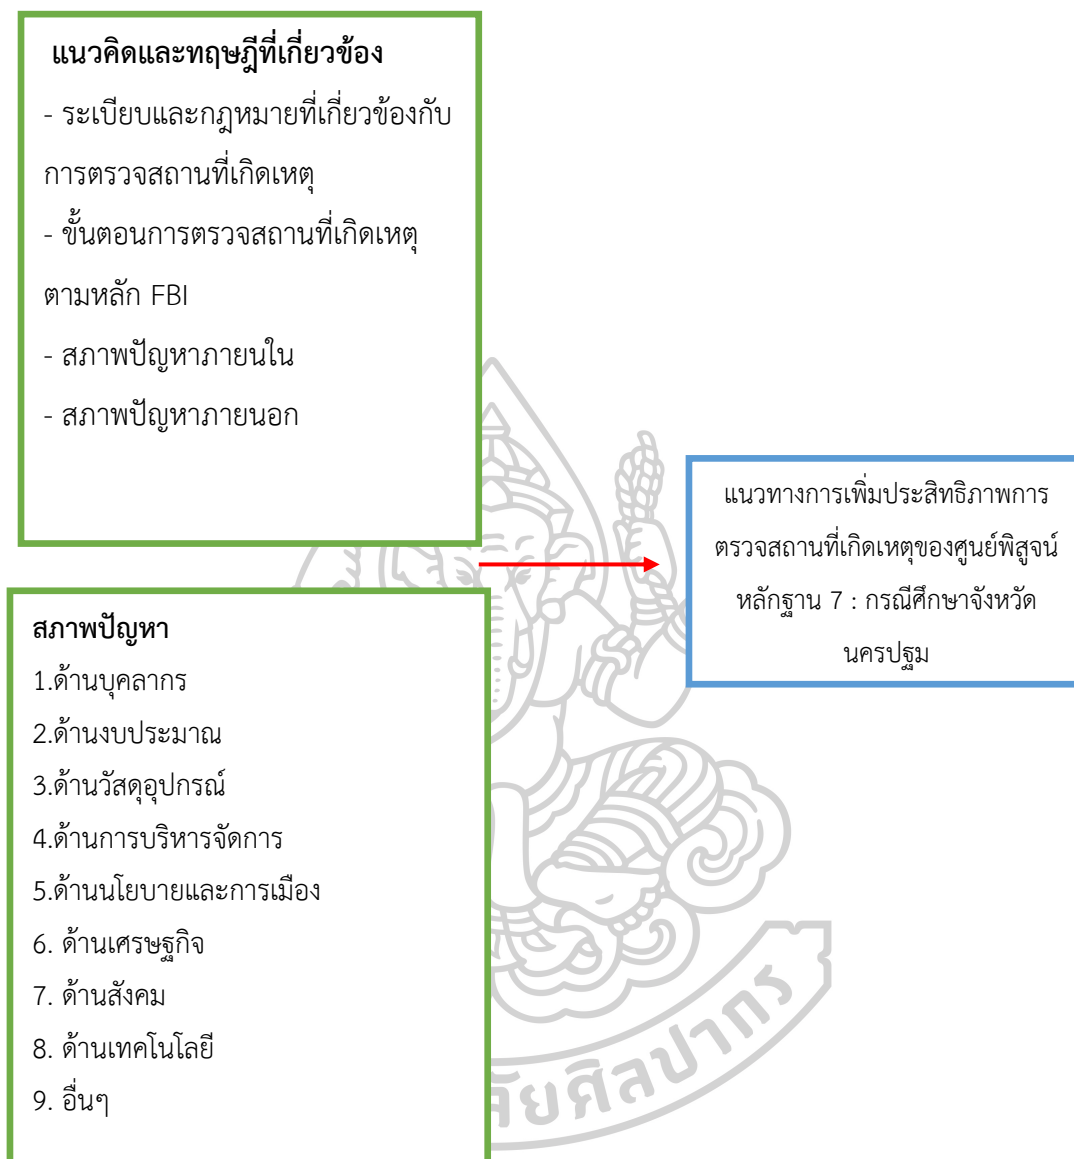 แนวคิดและทฤษฎีที่เกี่ยวข้อง
- ระเบียบและกฎหมายที่เกี่ยวข้องกับ
การตรวจสถานที่เกิดเหตุ
- ขั้นตอนการตรวจสถานที่เกิดเหตุ
ตามหลัก FBI
- สภาพปัญหาภายนใน
- สภาพปัญหาภายนอก
แนวทางการเพิ่มประสิทธิภาพการ
ตรวจสถานที่เกิดเหตุของศูนย์พิสูจน์
หลักฐาน 7 : กรณีศึกษาจังหวัด
นครปฐม
สภาพปัญหา
1.ด้านบุคลากร
2.ด้านงบประมาณ
3.ด้านวัสดุอุปกรณ์
4.ด้านการบริหารจัดการ
5.ด้านนโยบายและการเมือง
6. ด้านเศรษฐกิจ
7. ด้านสังคม
8. ด้านเทคโนโลยี
9. อื่นๆ
ัยศิลปากร